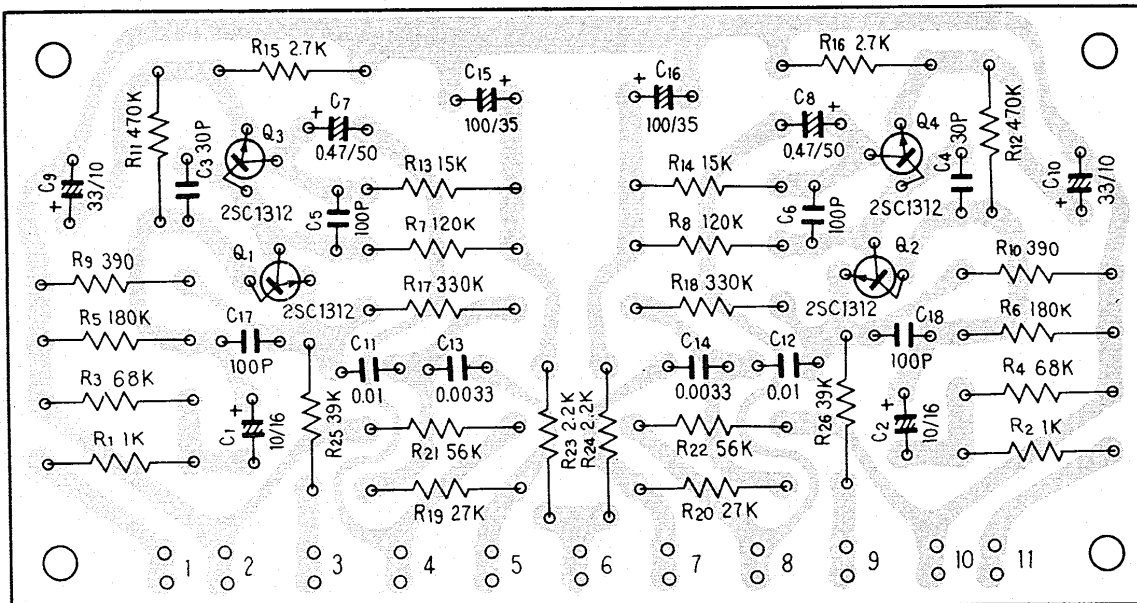 R15 2.7K
R16 2.7K
C15 +
100/35
C16 +
100/35
R11 470K
C3 30P
Q3
2SC1312
C7 +
0.47/50
C8 +
0.47/50
Q4
2SC1312
C4 30P
R12 470K
C9 +
33/10
C10 +
33/10
R13 15K
R14 15K
C5 100P
C6 100P
R7 120K
R8 120K
R9 390
Q1
2SC1312
R17 330K
R18 330K
Q2
2SC1312
R10 390
R5 180K
C17
100P
C18
100P
R6 180K
R3 68K
C11
0.01
C13
0.0033
C14
0.0033
C12
0.01
R4 68K
C1 +
10/16
R25 39K
R23 2.2K
R24 2.2K
R26 39K
C2 +
10/16
R1 1K
R21 56K
R22 56K
R2 1K
R19 27K
R20 27K
1 2 3 4 5 6 7 8 9 10 11